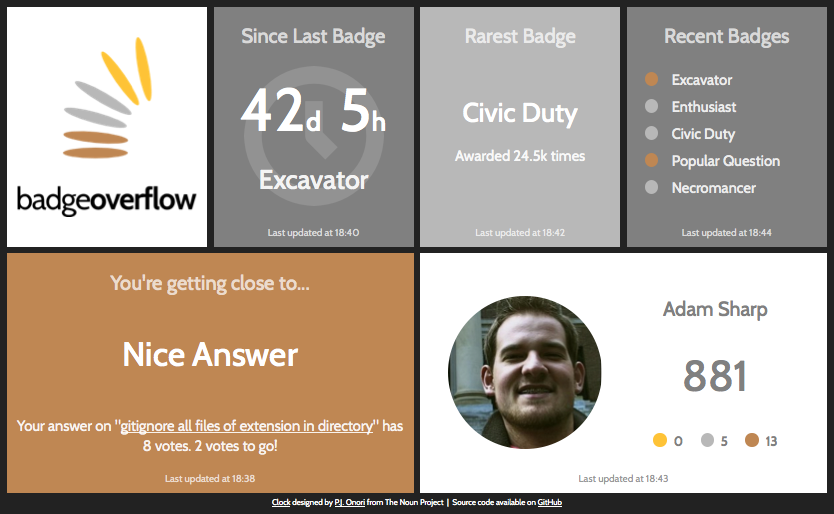 badgeoverflow
Since Last Badge
42d 5h
Excavator
Last updated at 18:40
Rarest Badge
Civic Duty
Awarded 24.5k times
Last updated at 18:42
Recent Badges
Excavator
Enthusiast
Civic Duty
Popular Question
Necromancer
Last updated at 18:44
You're getting close to...
Nice Answer
Your answer on "gitignore all files of extension in directory" has
8 votes. 2 votes to go!
Last updated at 18:38
Adam Sharp
881
0 5 13
Last updated at 18:43
Clock designed by P.J. Onori from The Noun Project | Source code available on GitHub